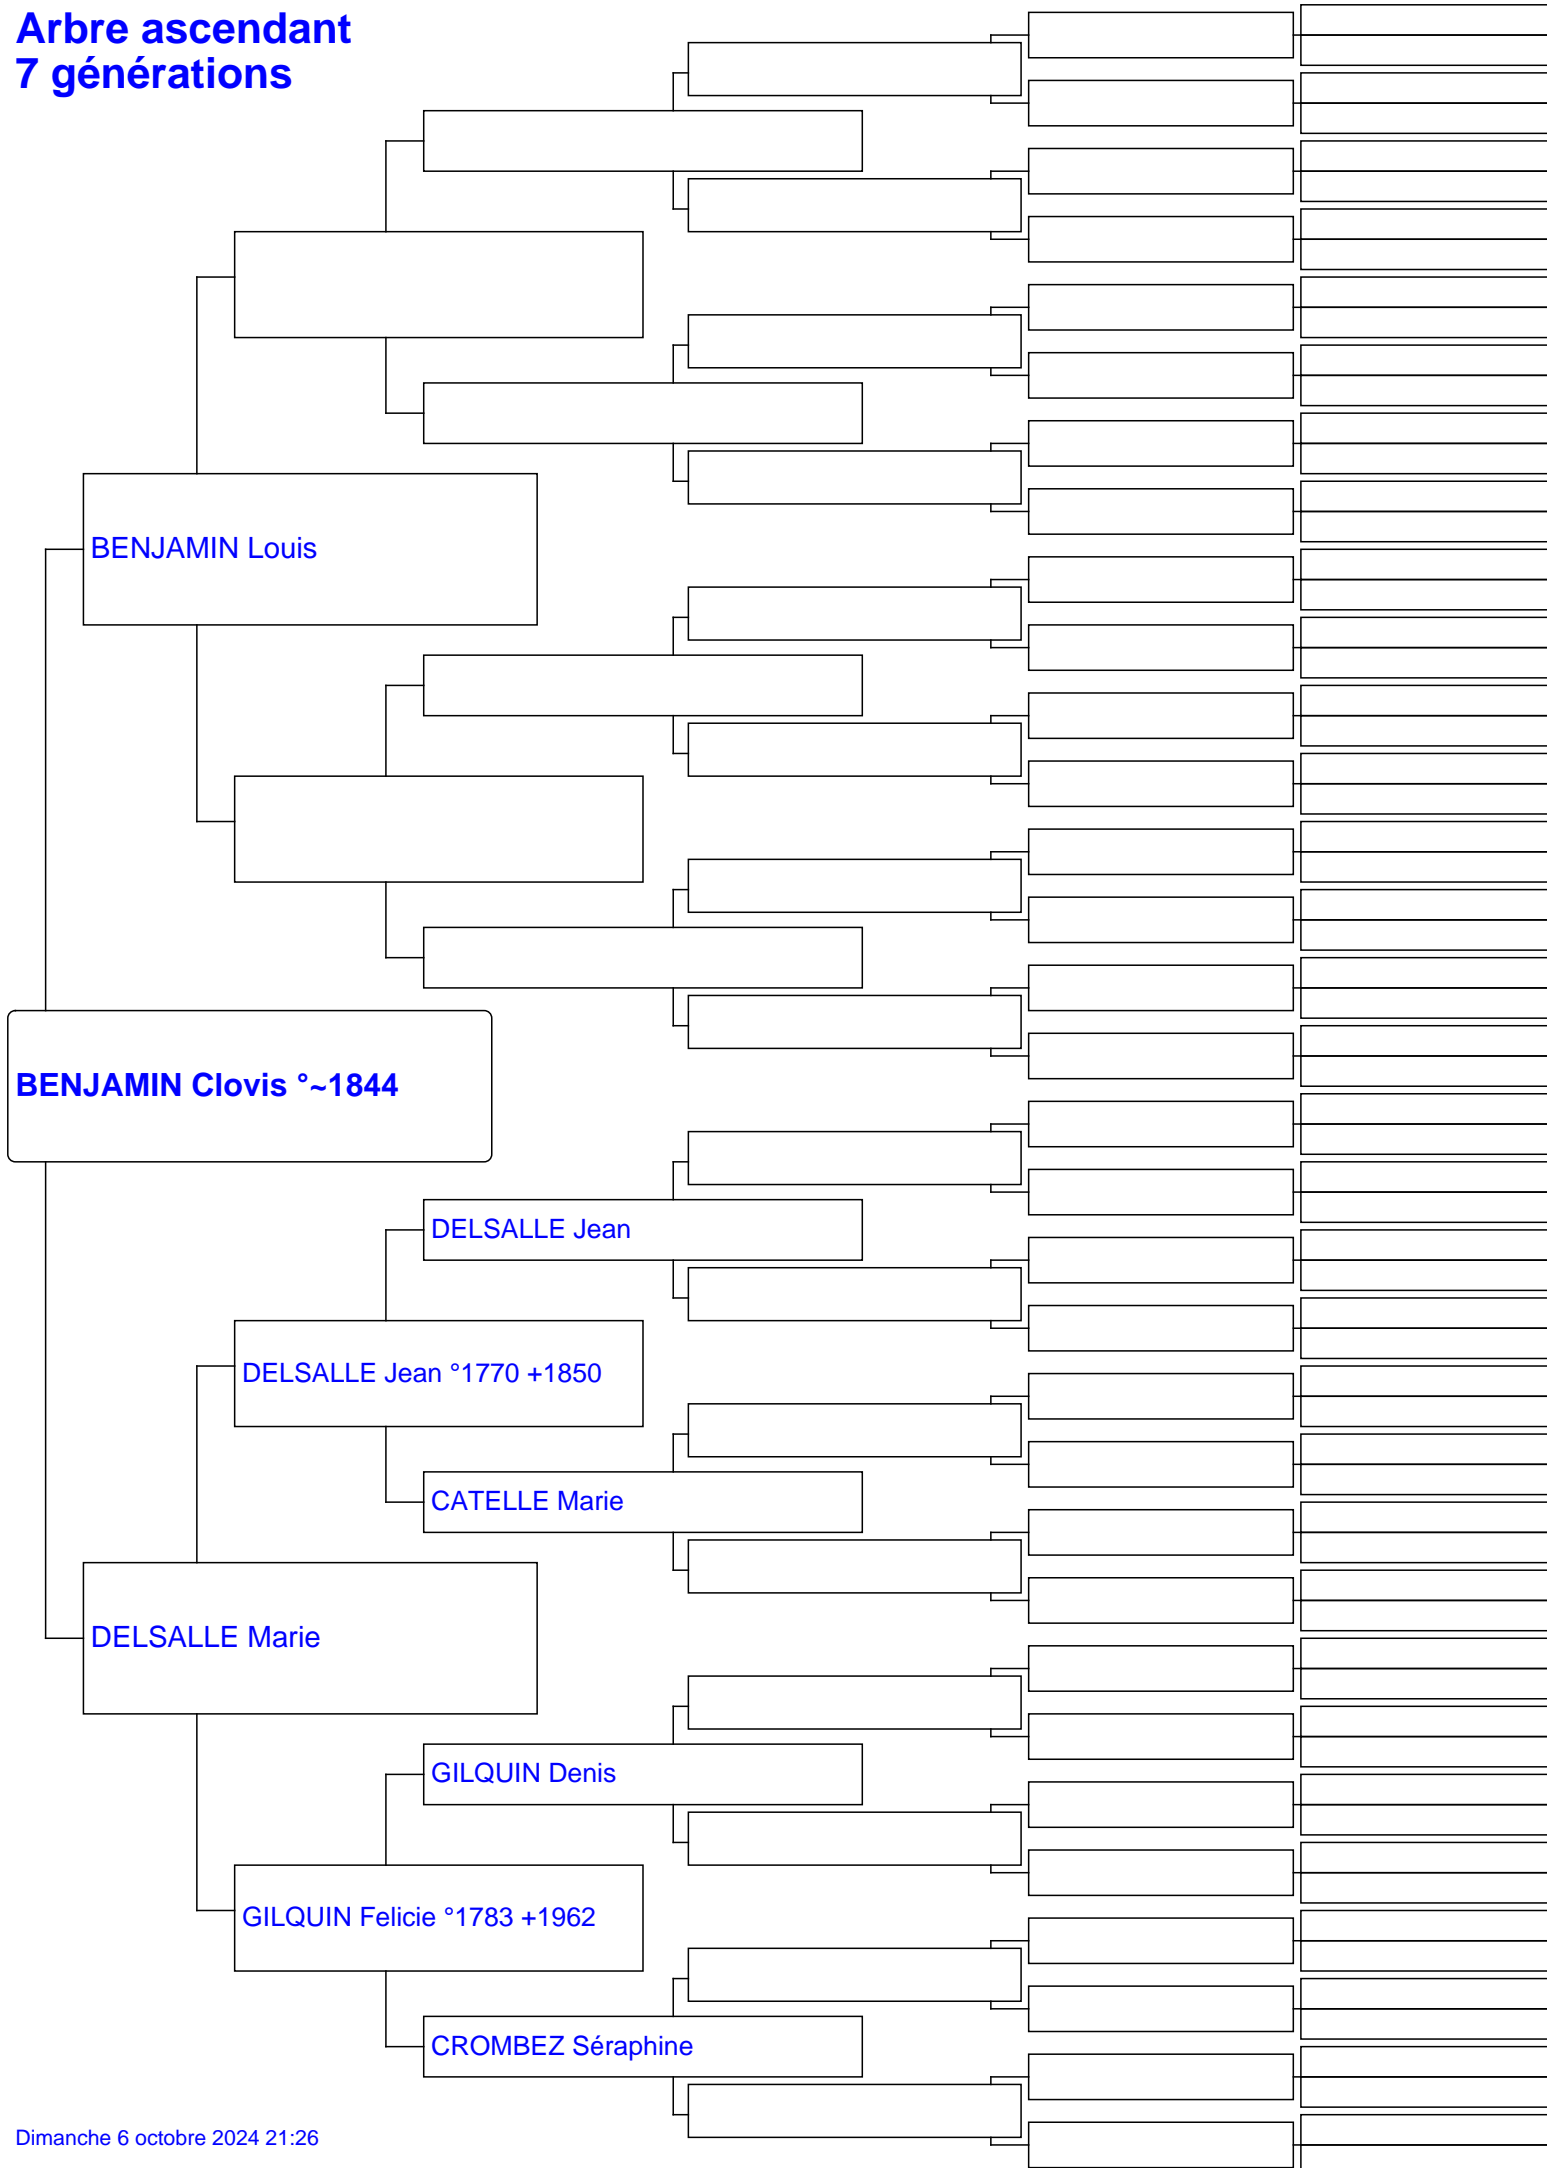 Arbre ascendant
7 générations
BENJAMIN Louis
BENJAMIN Clovis °~1844
DELSALLE Jean
DELSALLE Jean °1770 +1850
CATELLE Marie
DELSALLE Marie
GILQUIN Denis
GILQUIN Felicie °1783 +1962
CROMBEZ Séraphine
Dimanche 6 octobre 2024 21:26